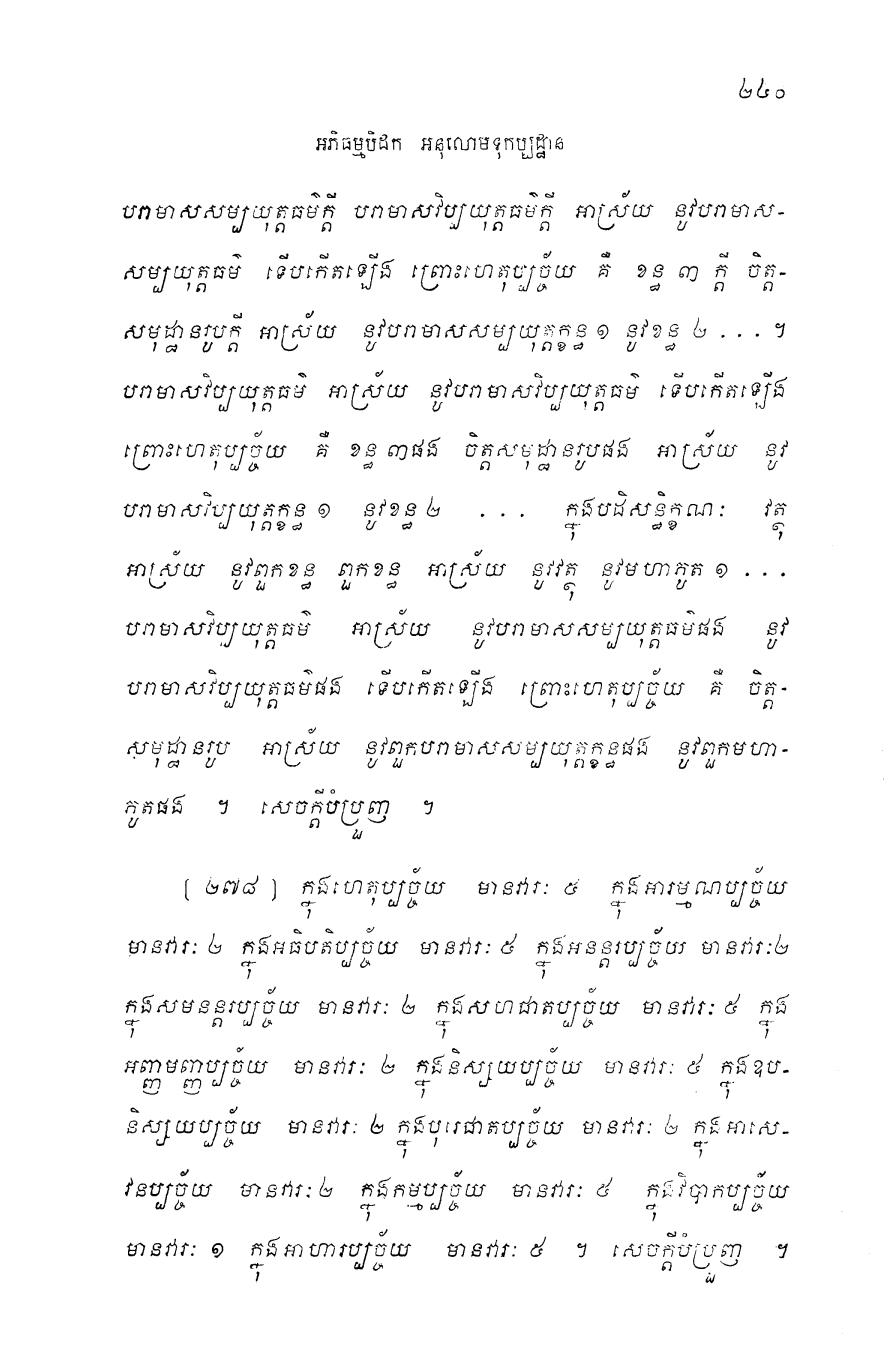 ២៤០
អភិធម្មបិដក អនុលោមទុកប្បដ្ឋាន
បរាមាសសម្បយុត្តធម៌ក្តី បរាមាសវិប្បយុត្តធម៌ក្តី អាស្រ័យ នូវបរាមាស-
សម្បយុត្តធម៌ ទើបកើតឡើង ព្រោះហេតុប្បច្ច័យ គឺ ខន្ធ ៣ ក្តី ចិត្ត-
សមុដ្ឋានរូបក្តី អាស្រ័យ នូវបរាមាសសម្បយុត្តក្ខន្ធ ១ នូវខន្ធ ២ ... ។
បរាមាសវិប្បយុត្តធម៌ អាស្រ័យ នូវបរាមាសវិប្បយុត្តធម៌ ទើបកើតឡើង
ព្រោះហេតុប្បច្ច័យ គឺ ខន្ធ ៣ផង ចិត្តសមុដ្ឋានរូបផង អាស្រ័យ នូវ
បរាមាសវិប្បយុត្តក្ខន្ធ ១ នូវខន្ធ ២ ... ក្នុងបដិសន្ធិក្ខណៈ វត្ថុ
អាស្រ័យ នូវពួកខន្ធ ពួកខន្ធ អាស្រ័យ នូវវត្ថុ នូវមហាភូត ១ ...
បរាមាសវិប្បយុត្តធម៌ អាស្រ័យ នូវបរាមាសសម្បយុត្តធម៌ផង នូវ
បរាមាសវិប្បយុត្តធម៌ផង ទើបកើតឡើង ព្រោះហេតុប្បច្ច័យ គឺ ចិត្ត-
សមុដ្ឋានរូប អាស្រ័យ នូវពួកបរាមាសសម្បយុត្តក្ខន្ធផង នូវពួកមហា-
ភូតផង ។ សេចក្តីបំប្រួញ ។
[ ២៧៨ ] ក្នុងហេតុប្បច្ច័យ មានវារៈ ៥ ក្នុងអារម្មណប្បច្ច័យ
មានវារៈ ២ ក្នុងអធិបតិប្បច្ច័យ មានវារៈ ៥ ក្នុងអនន្តរប្បច្ច័យ មានវារៈ២
ក្នុងសមនន្តរប្បច្ច័យ មានវារៈ ២ ក្នុងសហជាតប្បច្ច័យ មានវារៈ ៥ ក្នុង
អញ្ញមញ្ញប្បច្ច័យ មានវារៈ ២ ក្នុងនិស្សយប្បច្ច័យ មានវារៈ ៥ ក្នុងឧប-
និស្សយប្បច្ច័យ មានវារៈ ២ ក្នុងបុរេជាតប្បច្ច័យ មានវារៈ ២ ក្នុងអាសេ-
វនប្បច្ច័យ មានវារៈ ២ ក្នុងកម្មប្បច្ច័យ មានវារៈ ៥ ក្នុងវិបាកប្បច្ច័យ
មានវារៈ ១ ក្នុងអាហារប្បច្ច័យ មានវារៈ ៥ ។ សេចក្តីបំប្រួញ ។